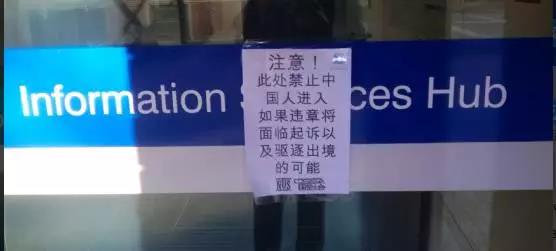 Information S ces Hub
注意！
此处禁止中
国人进入
如果违章将
面临起诉以
及驱逐出境
的可能